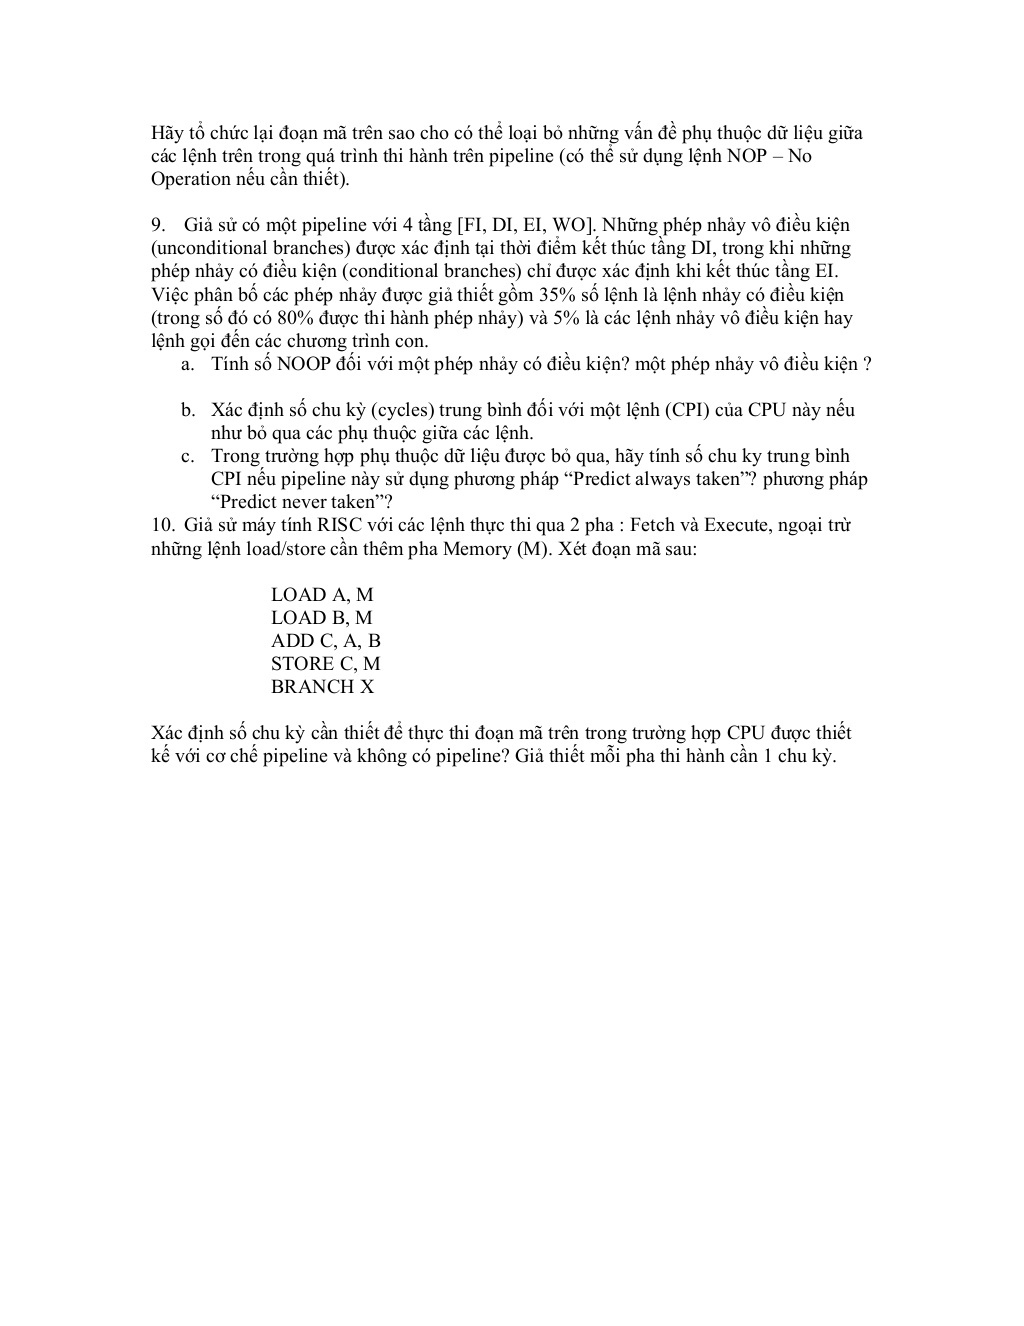 Hãy tổ chức lại đoạn mã trên sao cho có thể loại bỏ những vấn đề phụ thuộc dữ liệu giữa
các lệnh trên trong quá trình thi hành trên pipeline (có thể sử dụng lệnh NOP – No
Operation nếu cần thiết).
9. Giả sử có một pipeline với 4 tầng [FI, DI, EI, WO]. Những phép nhảy vô điều kiện
(unconditional branches) được xác định tại thời điểm kết thúc tầng DI, trong khi những
phép nhảy có điều kiện (conditional branches) chỉ được xác định khi kết thúc tầng EI.
Việc phân bố các phép nhảy được giả thiết gồm 35% số lệnh là lệnh nhảy có điều kiện
(trong số đó có 80% được thi hành phép nhảy) và 5% là các lệnh nhảy vô điều kiện hay
lệnh gọi đến các chương trình con.
a. Tính số NOOP đối với một phép nhảy có điều kiện? một phép nhảy vô điều kiện ?
b. Xác định số chu kỳ (cycles) trung bình đối với một lệnh (CPI) của CPU này nếu
như bỏ qua các phụ thuộc giữa các lệnh.
c. Trong trường hợp phụ thuộc dữ liệu được bỏ qua, hãy tính số chu ky trung bình
CPI nếu pipeline này sử dụng phương pháp “Predict always taken”? phương pháp
“Predict never taken”?
10. Giả sử máy tính RISC với các lệnh thực thi qua 2 pha : Fetch và Execute, ngoại trừ
những lệnh load/store cần thêm pha Memory (M). Xét đoạn mã sau:
LOAD A, M
LOAD B, M
ADD C, A, B
STORE C, M
BRANCH X
Xác định số chu kỳ cần thiết để thực thi đoạn mã trên trong trường hợp CPU được thiết
kế với cơ chế pipeline và không có pipeline? Giả thiết mỗi pha thi hành cần 1 chu kỳ.